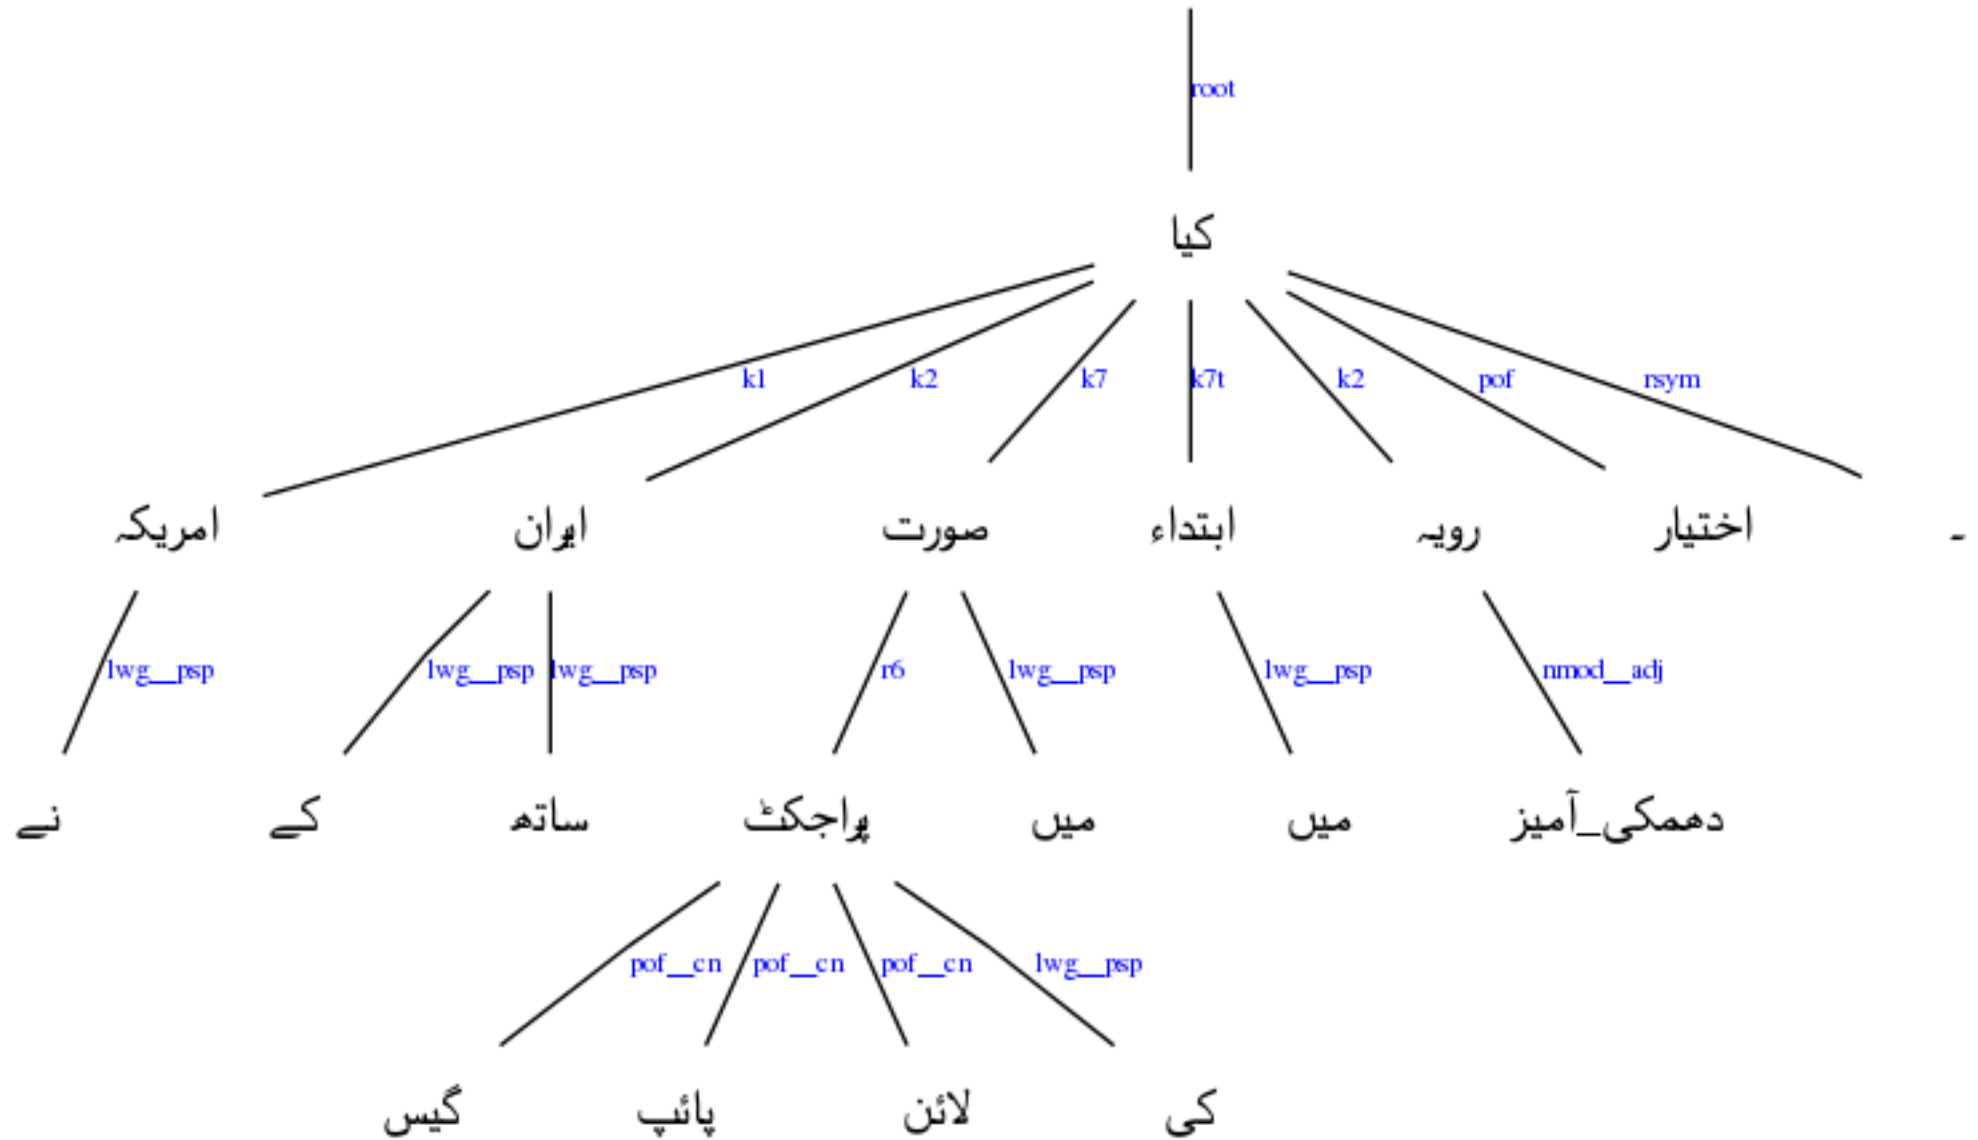 root
کیا
k1 k2 k7 k7t k2 pof rsym
امریکہ ایران صورت ابتداء رویہ اختیار ۔
lwg__psp lwg__psp lwg__psp r6 lwg__psp lwg__psp nmod__adj
نے کے ساتھ پراجکٹ میں میں دھمکی_آمیز
pof__cn pof__cn pof__cn lwg__psp
گیس پائپ لائن کی